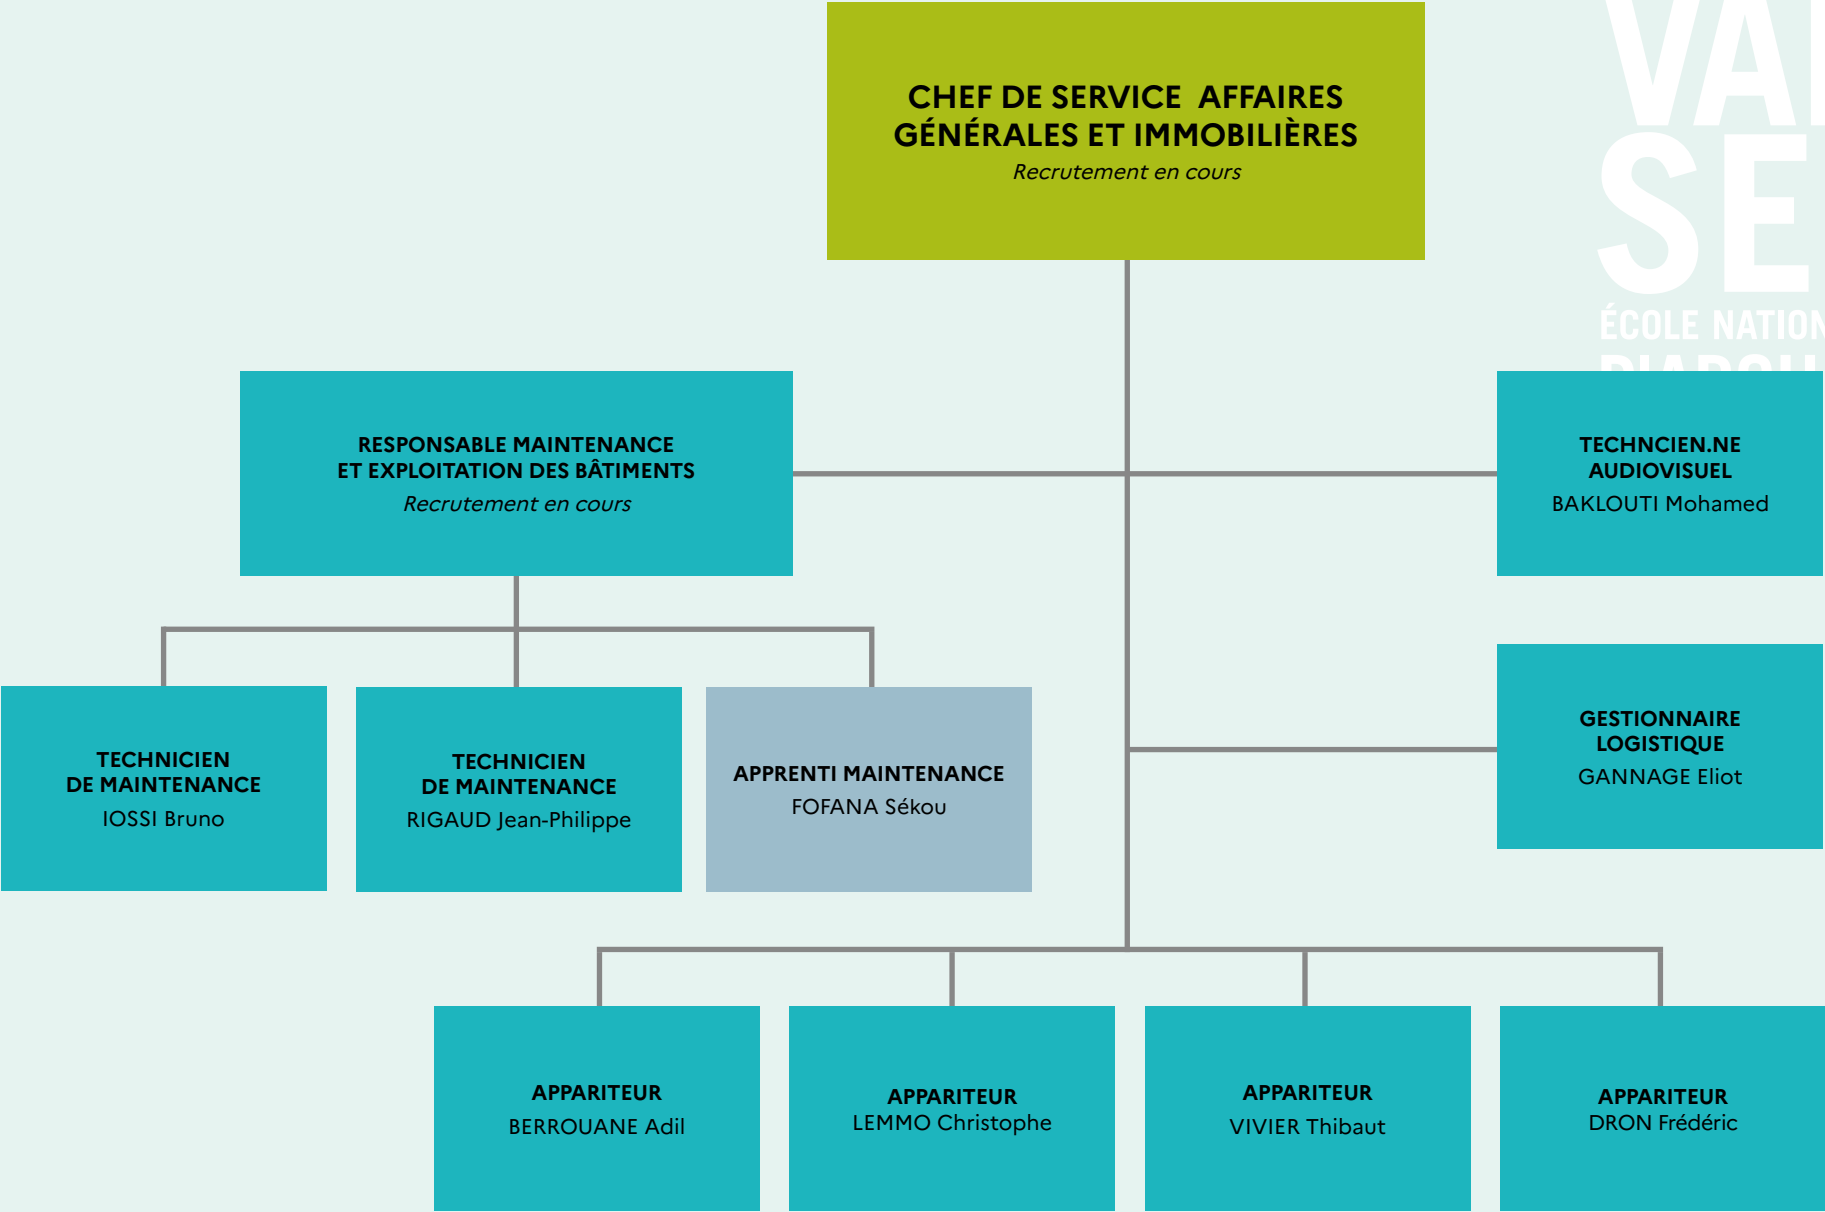 CHEF DE SERVICE AFFAIRES
GÉNÉRALES ET IMMOBILIÈRES
Recrutement en cours
SE
ÉCOLE NATION
RESPONSABLE MAINTENANCE
ET EXPLOITATION DES BÂTIMENTS
Recrutement en cours
TECHNCIEN.NE
AUDIOVISUEL
BAKLOUTI Mohamed
GESTIONNAIRE
LOGISTIQUE
GANNAGE Eliot
TECHNICIEN
DE MAINTENANCE
IOSSI Bruno
TECHNICIEN
DE MAINTENANCE
RIGAUD Jean-Philippe
APPRENTI MAINTENANCE
FOFANA Sékou
APPARITEUR
BERROUANE Adil
APPARITEUR
LEMMO Christophe
APPARITEUR
VIVIER Thibaut
APPARITEUR
DRON Frédéric